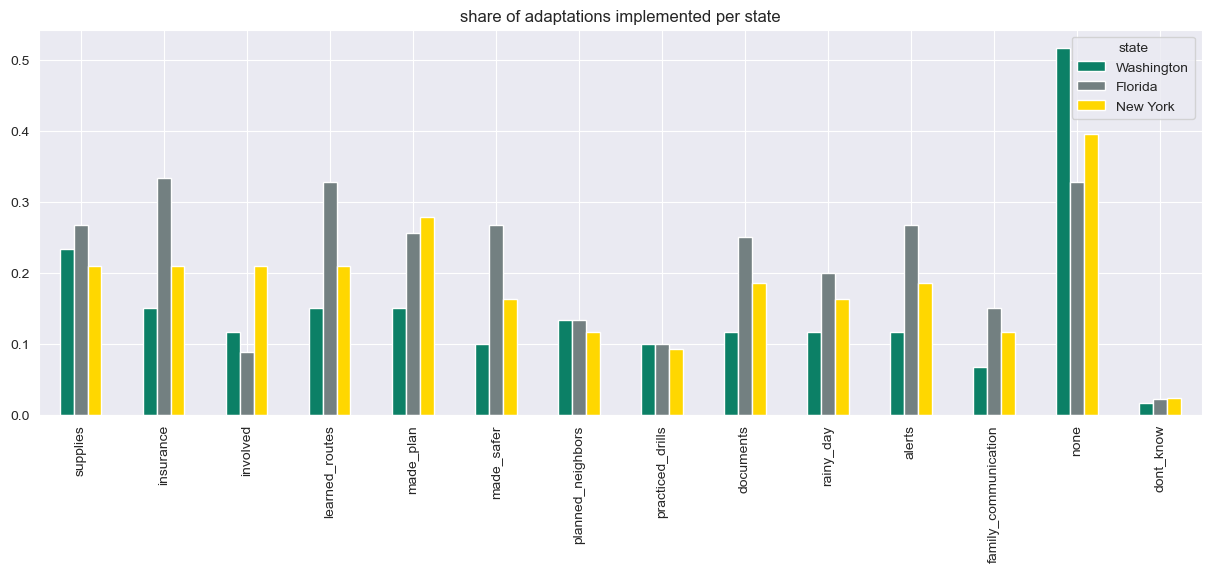 share of adaptations implemented per state
state
Washington
Florida
New York
0.5
0.4
0.3
0.2
0.1
0.0
supplies
insurance
involved
learned_routes
made_plan
made_safer
planned_neighbors
practiced_drills
documents
rainy_day
alerts
family_communication
none
dont_know